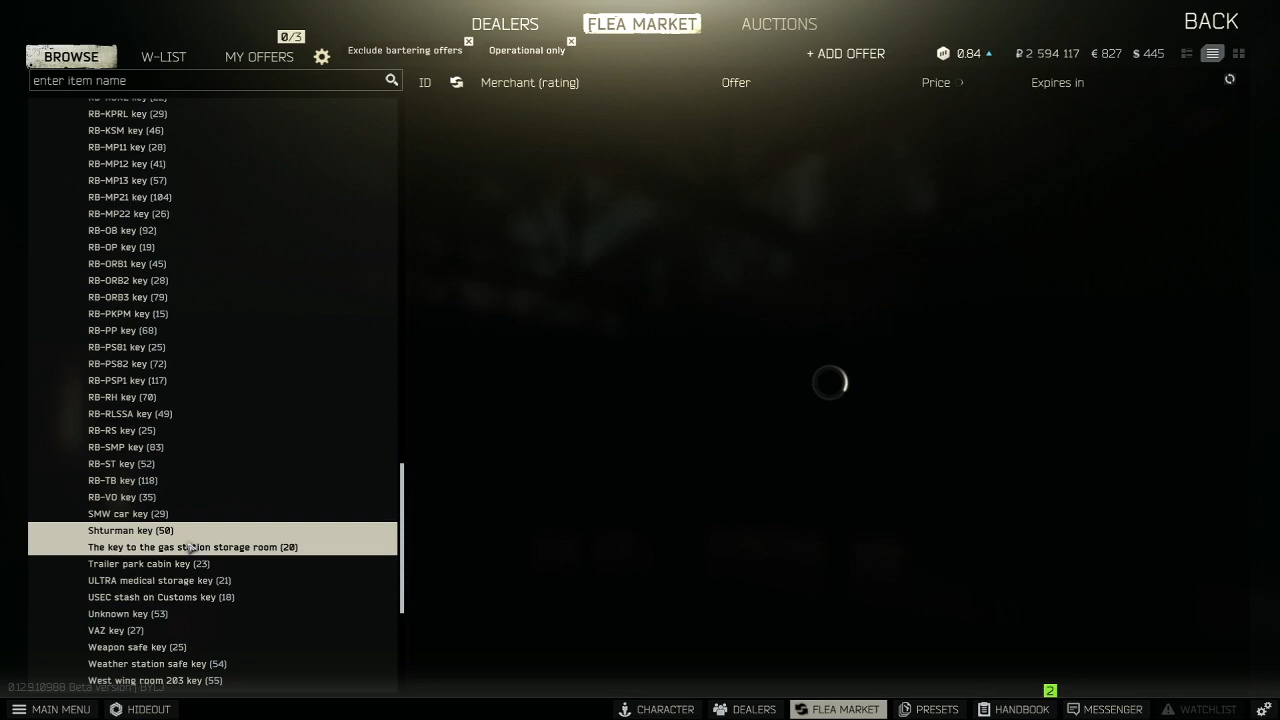 DEALERS FLEA MARKET AUCTIONS BACK
0/3
BROWSE W-LIST MY OFFERS Exclude bartering offers Operational only + ADD OFFER 0.84 ₽ 2 594 117 € 827 $ 445
enter item name ID Merchant (rating) Offer Price Expires in
RB-KPRL key (29)
RB-KSM key (46)
RB-MP11 key (28)
RB-MP12 key (41)
RB-MP13 key (57)
RB-MP21 key (104)
RB-MP22 key (26)
RB-OB key (92)
RB-OP key (19)
RB-ORB1 key (45)
RB-ORB2 key (28)
RB-ORB3 key (79)
RB-PKPM key (15)
RB-PP key (68)
RB-PS81 key (25)
RB-PS82 key (72)
RB-PSP1 key (117)
RB-RH key (70)
RB-RLSSA key (49)
RB-RS key (25)
RB-SMP key (83)
RB-ST key (52)
RB-TB key (118)
RB-VO key (35)
SMW car key (29)
Shturman key (50)
The key to the gas station storage room (20)
Trailer park cabin key (23)
ULTRA medical storage key (21)
USEC stash on Customs key (18)
Unknown key (53)
VAZ key (27)
Weapon safe key (25)
Weather station safe key (54)
West wing room 203 key (55)
0.12.9.10988 Beta version | BYLJ
2
MAIN MENU HIDEOUT CHARACTER DEALERS FLEA MARKET PRESETS HANDBOOK MESSENGER WATCHLIST